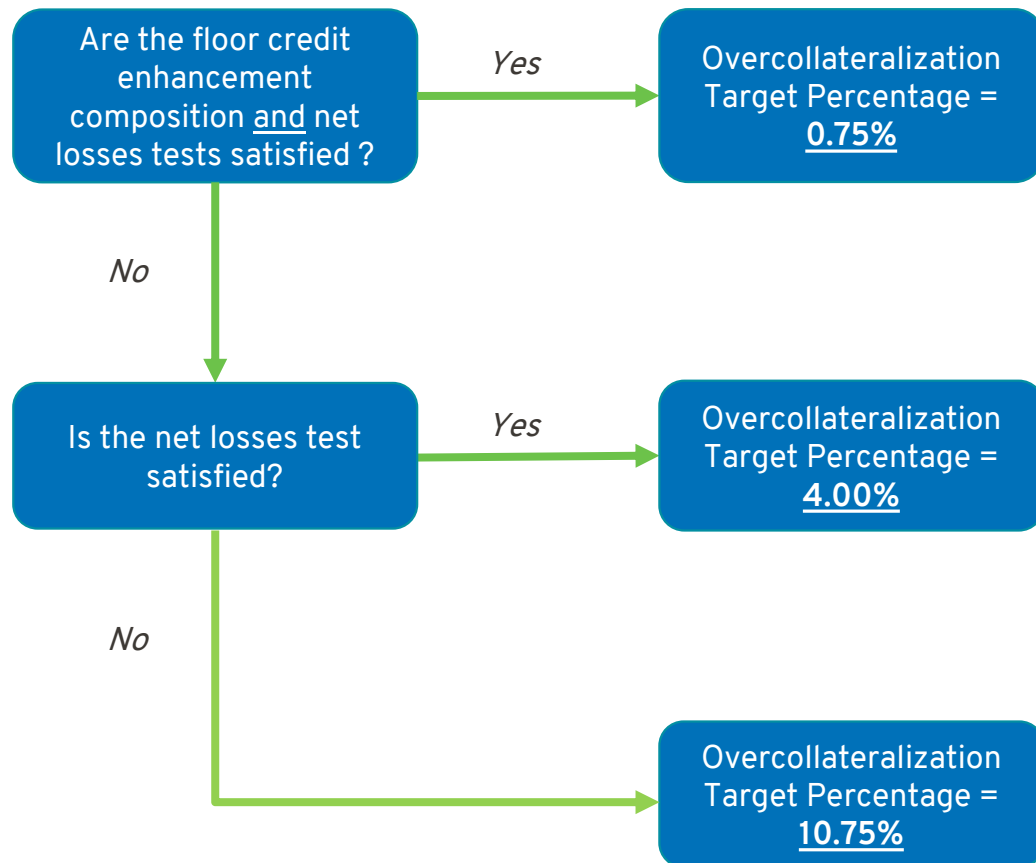 Are the floor credit
enhancement
composition and net
losses tests satisfied ?
Yes
Overcollateralization
Target Percentage =
0.75%
No
Is the net losses test
satisfied?
Yes
Overcollateralization
Target Percentage =
4.00%
No
Overcollateralization
Target Percentage =
10.75%